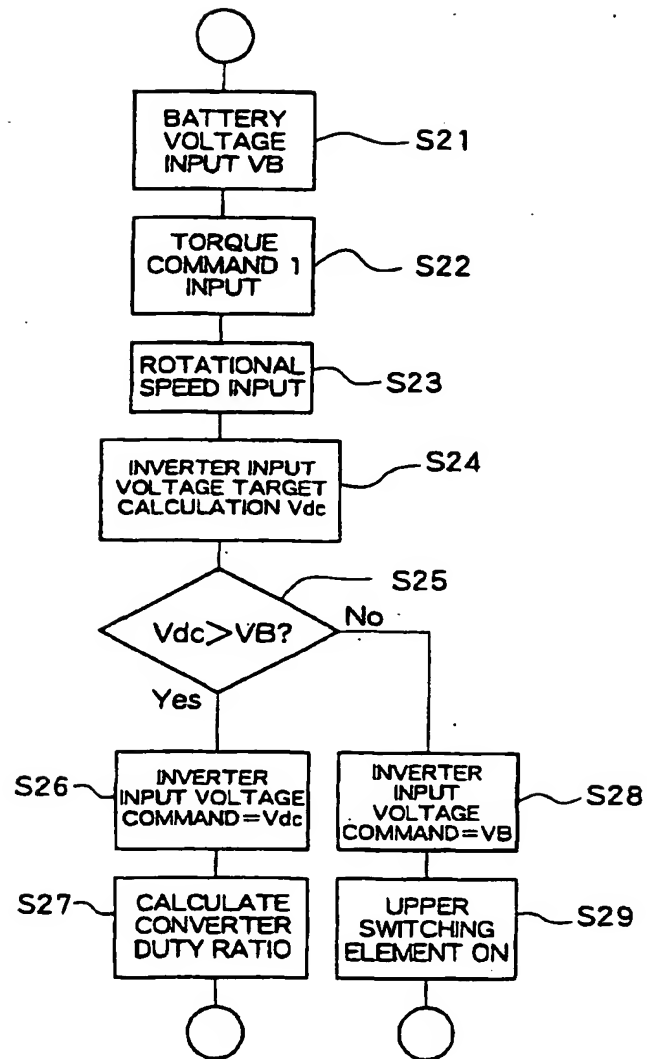 BATTERY
VOLTAGE
INPUT VB
S21
TORQUE
COMMAND 1
INPUT
S22
ROTATIONAL
SPEED INPUT
S23
INVERTER INPUT
VOLTAGE TARGET
CALCULATION Vdc
S24
S25
Vdc>VB?
No
Yes
S26
INVERTER
INPUT VOLTAGE
COMMAND=Vdc
INVERTER
INPUT
VOLTAGE
COMMAND=VB
S28
S27
CALCULATE
CONVERTER
DUTY RATIO
UPPER
SWITCHING
ELEMENT ON
S29